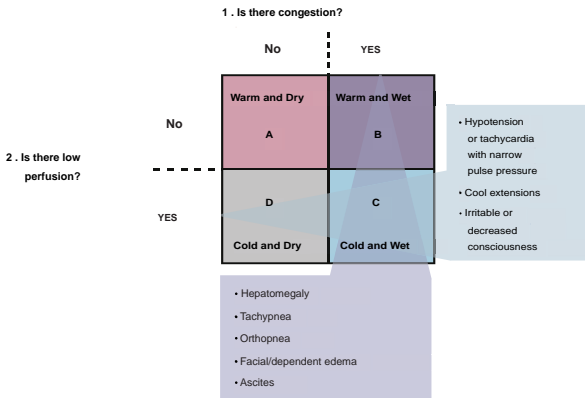 1 . Is there congestion?
No
YES
Warm and Dry
Warm and Wet
No
A
B
2 . Is there low
perfusion?
YES
D
C
Cold and Dry
Cold and Wet
• Hypotension
or tachycardia
with narrow
pulse pressure
• Cool extensions
• Irritable or
decreased
consciousness
• Hepatomegaly
• Tachypnea
• Orthopnea
• Facial/dependent edema
• Ascites